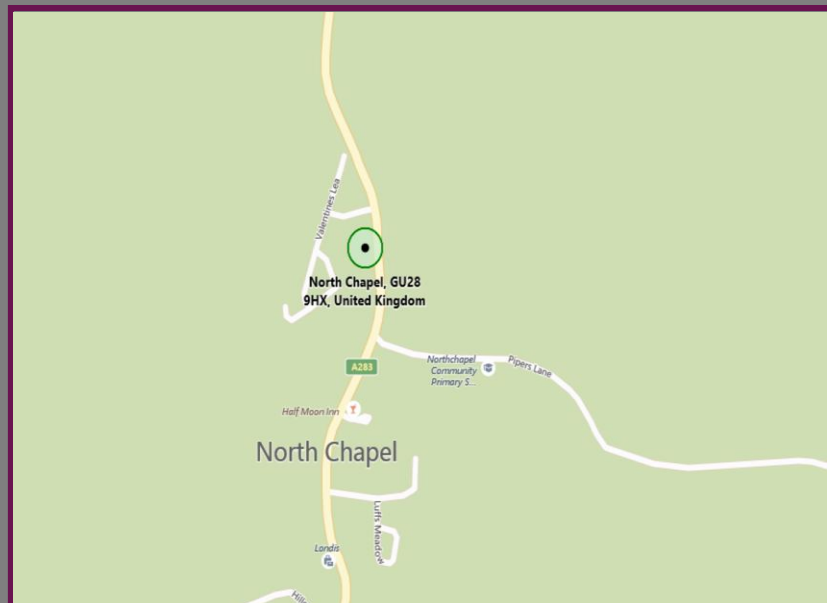 Valentines Lea
North Chapel, GU28
9HX, United Kingdom
A283
Northchapel
Community
Primary S...
Pipers Lane
Half Moon Inn
North Chapel
Luffs Meadow
Londis